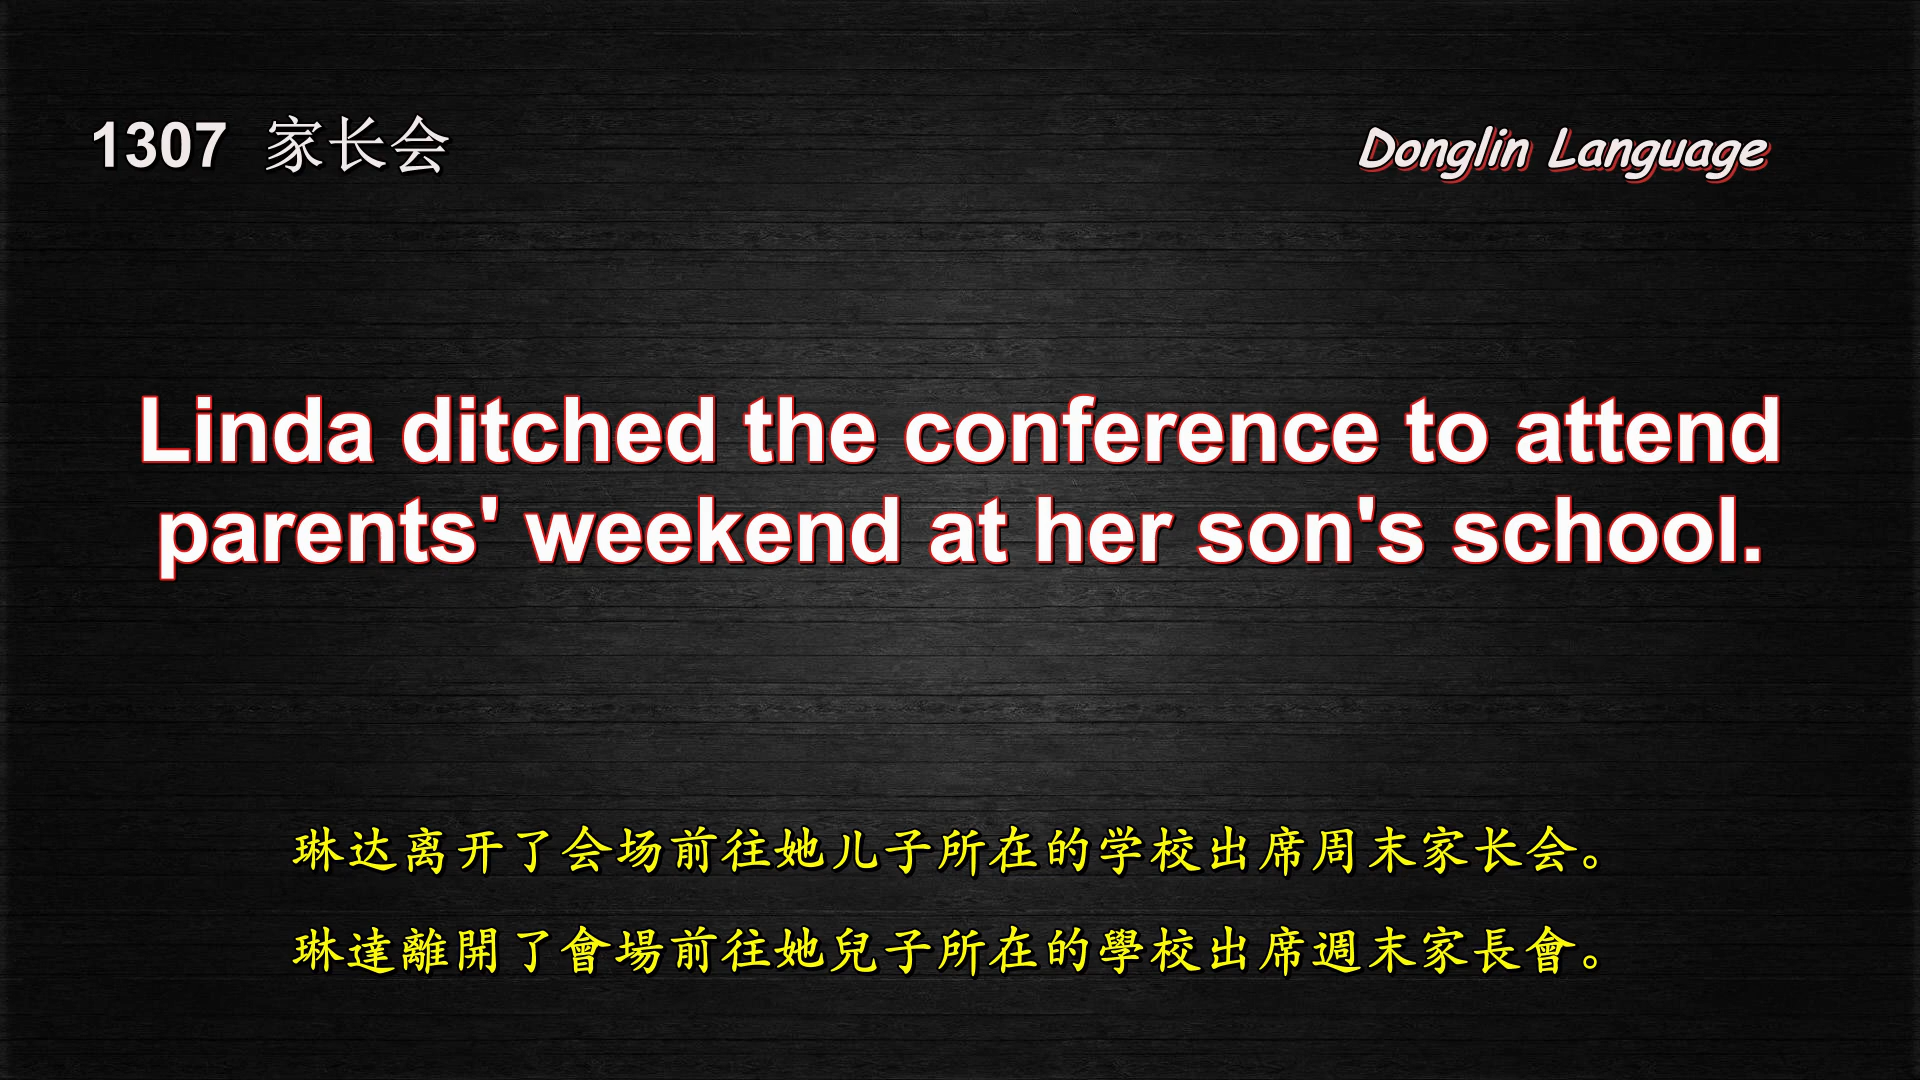 1307 家长会
Donglin Language
Linda ditched the conference to attend
parents' weekend at her son's school.
琳达离开了会场前往她儿子所在的学校出席周末家长会。
琳達離開了會場前往她兒子所在的學校出席週末家長會。